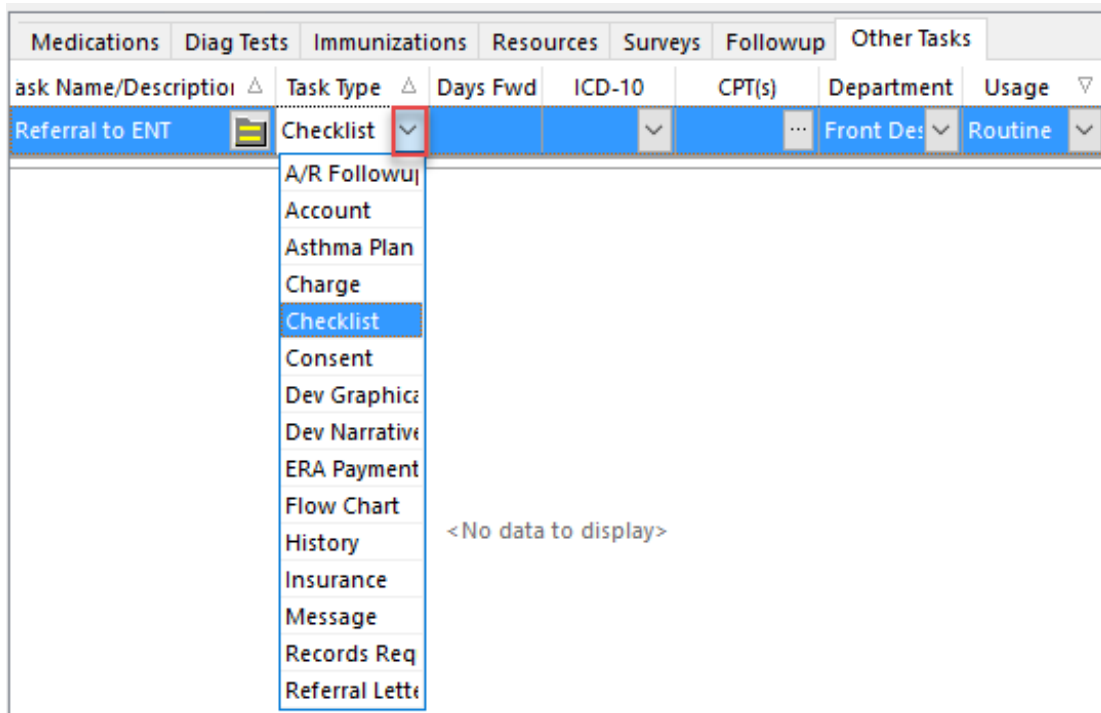 Medications Diag Tests Immunizations Resources Surveys Followup Other Tasks
ask Name/Description Task Type Days Fwd ICD-10 CPT(s) Department Usage
Referral to ENT Checklist ... Front Des Routine
A/R Followup
Account
Asthma Plan
Charge
Checklist
Consent
Dev Graphica
Dev Narrative
ERA Payment
Flow Chart
<No data to display>
History
Insurance
Message
Records Req
Referral Lette